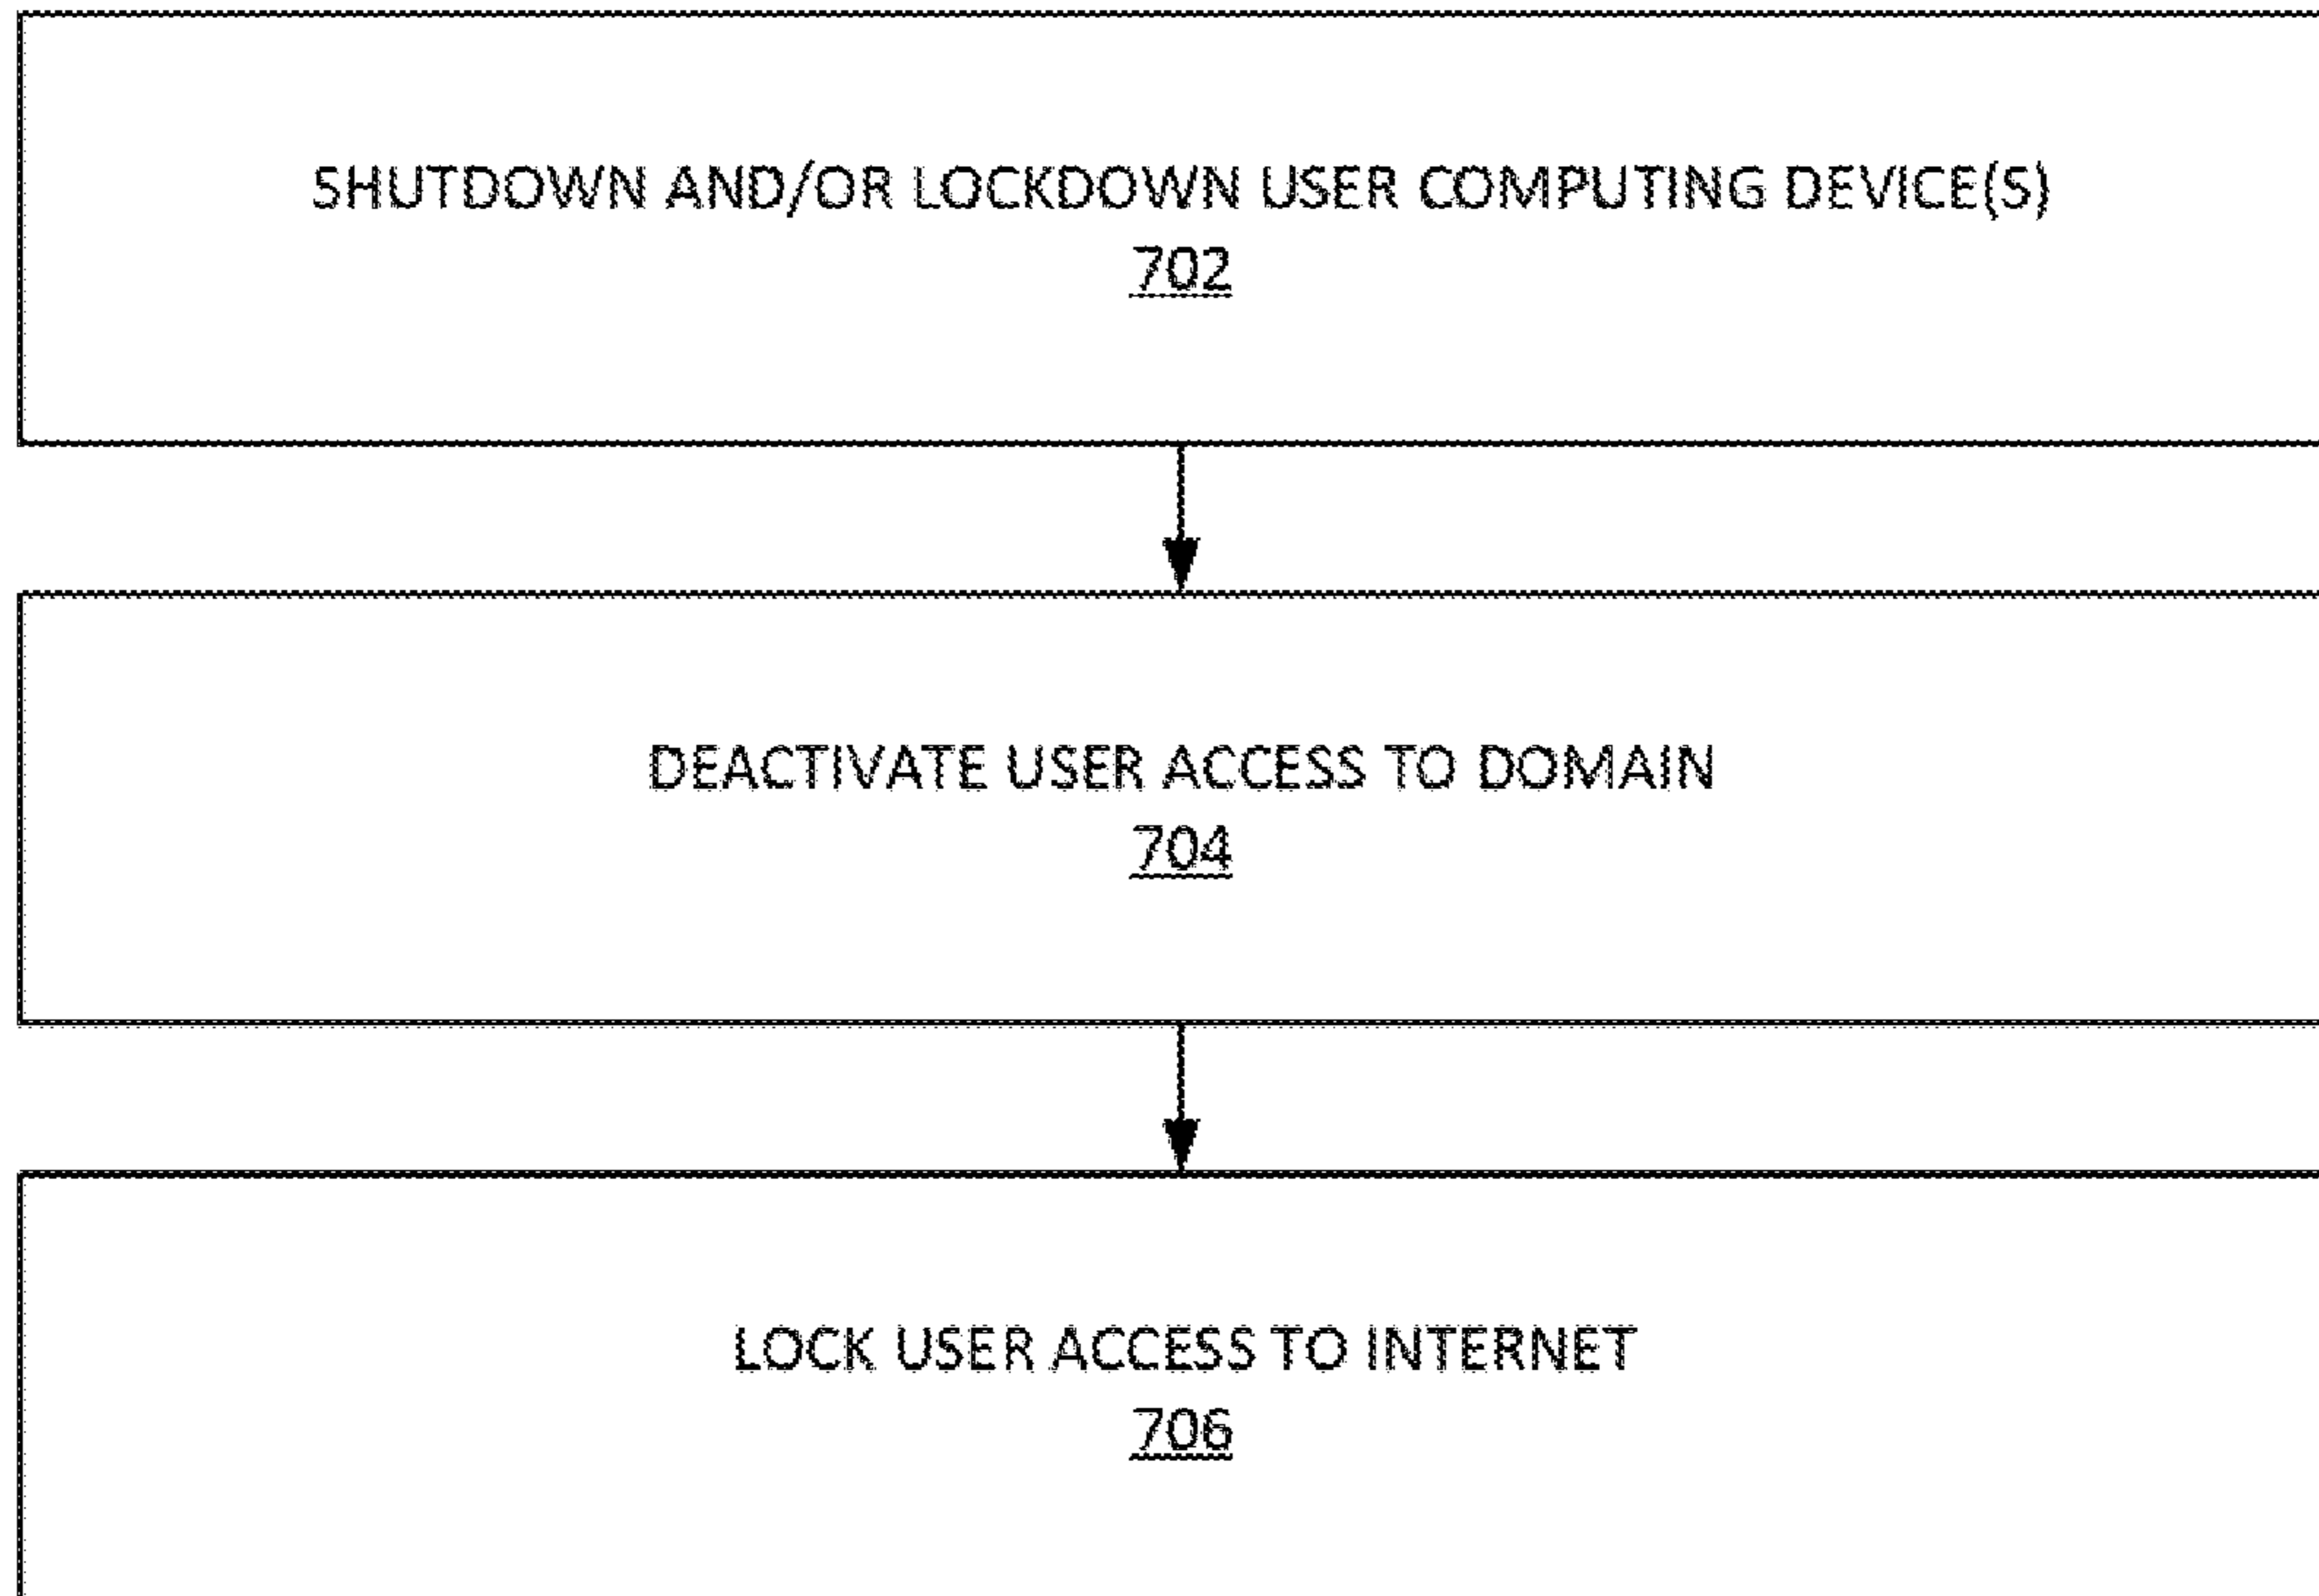 SHUTDOWN AND/OR LOCKDOWN USER COMPUTING DEVICE(S)
702
DEACTIVATE USER ACCESS TO DOMAIN
704
LOCK USER ACCESS TO INTERNET
706